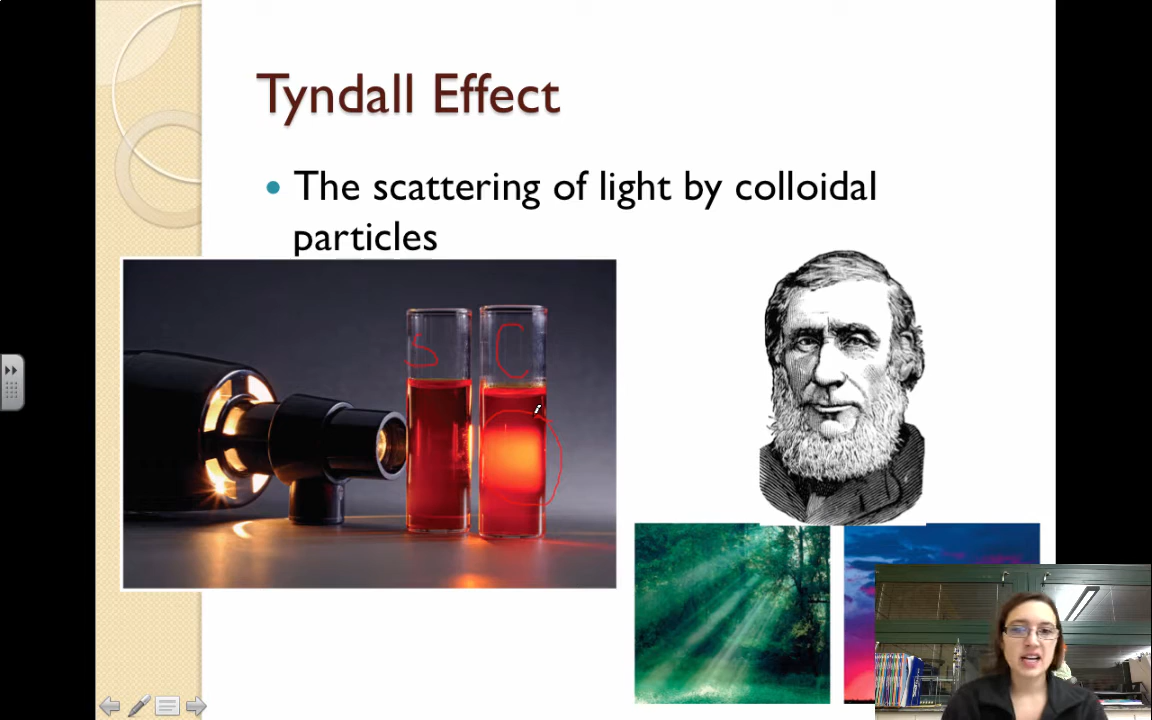 Tyndall Effect
• The scattering of light by colloidal
particles
S C